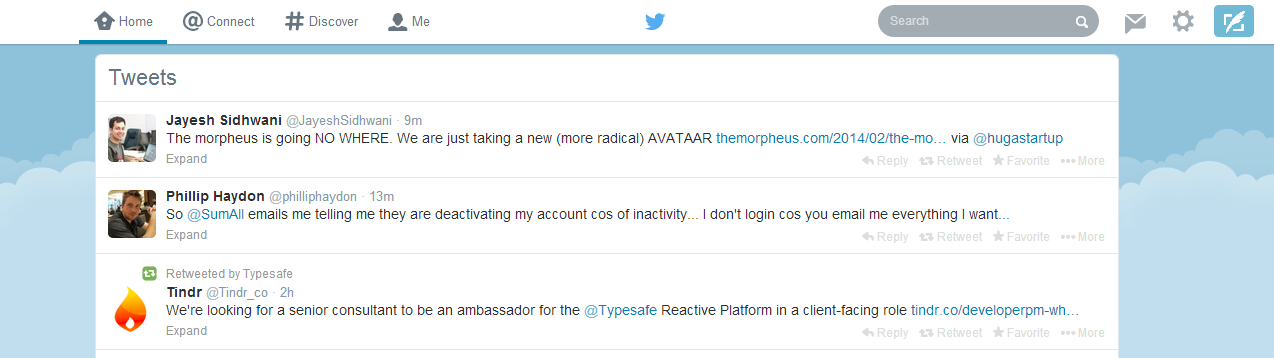 Home Connect Discover Me Search
Tweets
Jayesh Sidhwani @JayeshSidhwani · 9m
The morpheus is going NO WHERE. We are just taking a new (more radical) AVATAAR themorpheus.com/2014/02/the-mo... via @hugastartup
Expand Reply Retweet Favorite More
Phillip Haydon @philliphaydon · 13m
So @SumAll emails me telling me they are deactivating my account cos of inactivity... I don't login cos you email me everything I want...
Expand Reply Retweet Favorite More
Retweeted by Typesafe
Tindr @Tindr_co · 2h
We're looking for a senior consultant to be an ambassador for the @Typesafe Reactive Platform in a client-facing role tindr.co/developerpm-wh...
Expand Reply Retweet Favorite More